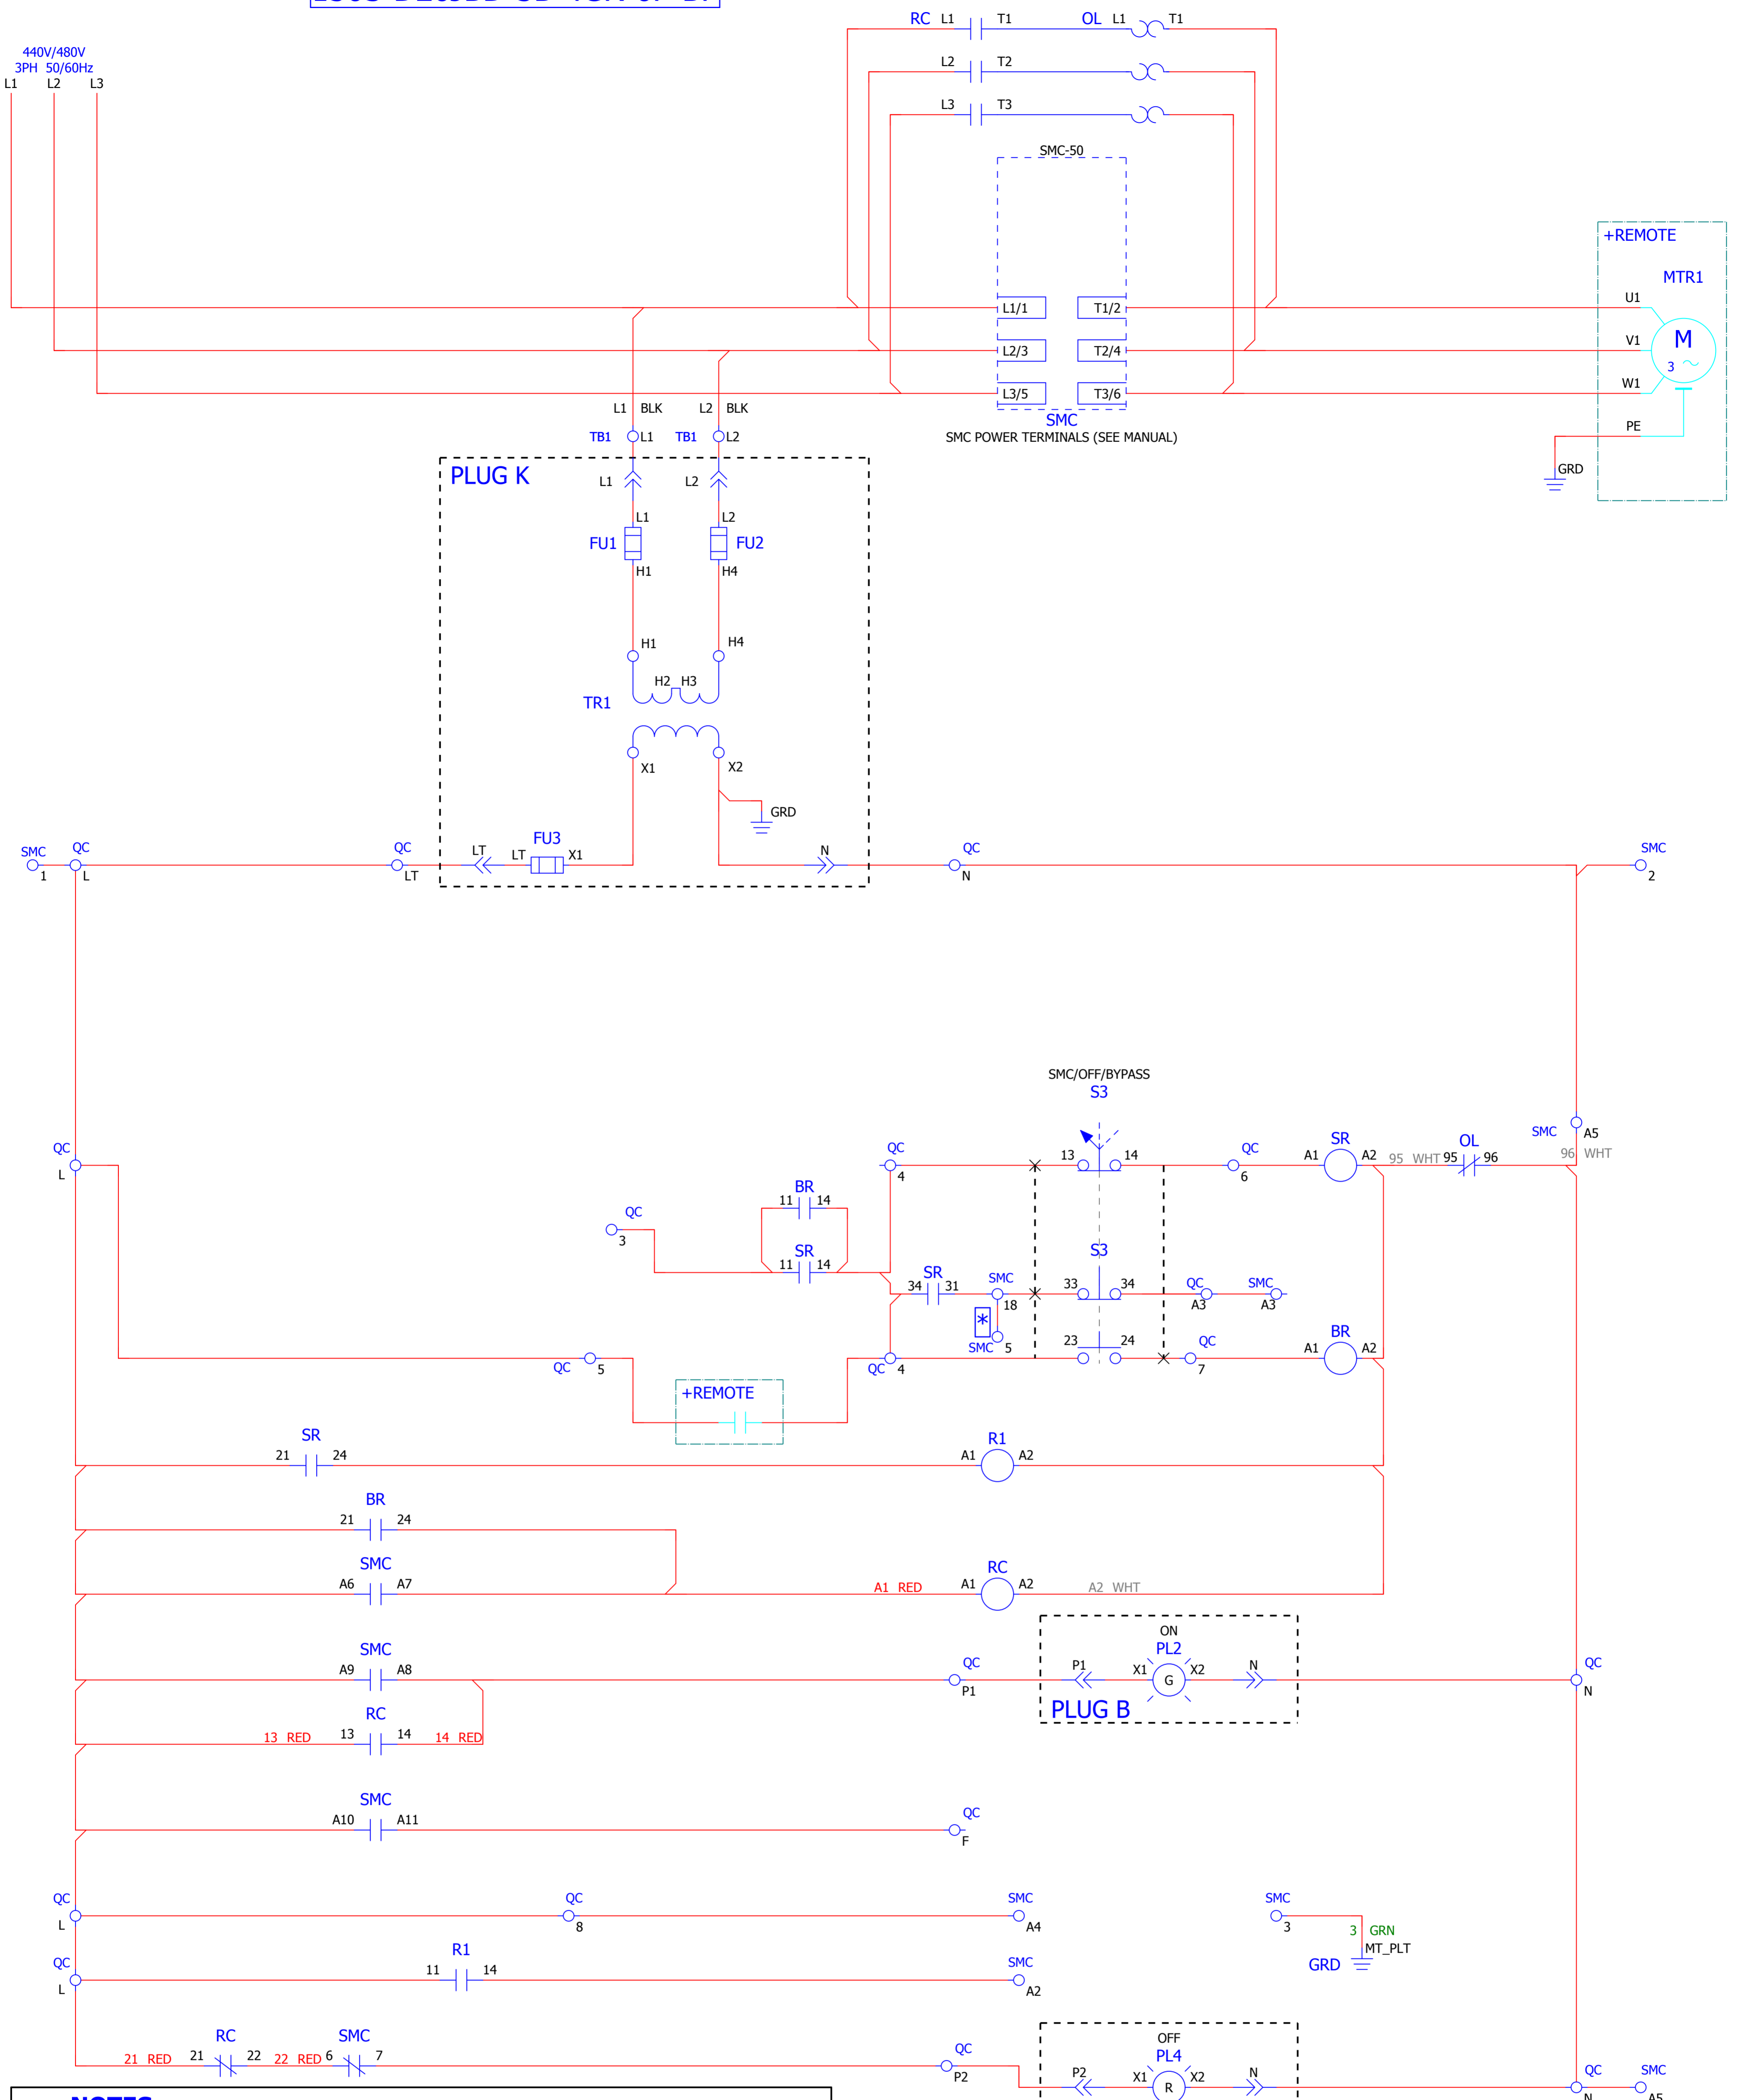 440V/480V
3PH 50/60Hz
L1 L2 L3
RC L1 T1 OL L1 T1
L2 T2
L3 T3
SMC-50
L1/1 T1/2
L2/3 T2/4
L3/5 T3/6
SMC
SMC POWER TERMINALS (SEE MANUAL)
+REMOTE
MTR1
U1
V1
W1
PE
M
3
GRD
L1 BLK L2 BLK
TB1 L1 TB1 L2
PLUG K
L1 L2
L1 L2
FU1 FU2
H1 H4
H1 H4
H2 H3
TR1
X1 X2
GRD
FU3
SMC QC QC LT LT X1 N QC SMC
1 L LT N 2
SMC/OFF/BYPASS
S3
QC QC 13 14 QC SR OL SMC A5
L 4 6 A1 A2 95 WHT 95 96 96 WHT
BR
11 14
QC
3
SR
11 14
S3
SR
34 31 SMC 33 34 QC SMC
18 A3 A3
*
SMC 5 23 24 QC BR
QC 5 QC 4 7 A1 A2
+REMOTE
SR R1
21 24 A1 A2
BR
21 24
SMC RC
A6 A7 A1 RED A1 A2 A2 WHT
ON
SMC PL2
A9 A8 QC P1 X1 X2 N QC
P1 G N
PLUG B
RC
13 RED 13 14 14 RED
SMC
A10 A11 QC
F
QC QC SMC SMC
L 8 A4 3
3 GRN
MT_PLT
GRD
R1
QC 11 14 SMC
L A2
OFF
RC SMC PL4
21 RED 21 22 22 RED 6 7 QC P2 X1 X2 N QC SMC
P2 R